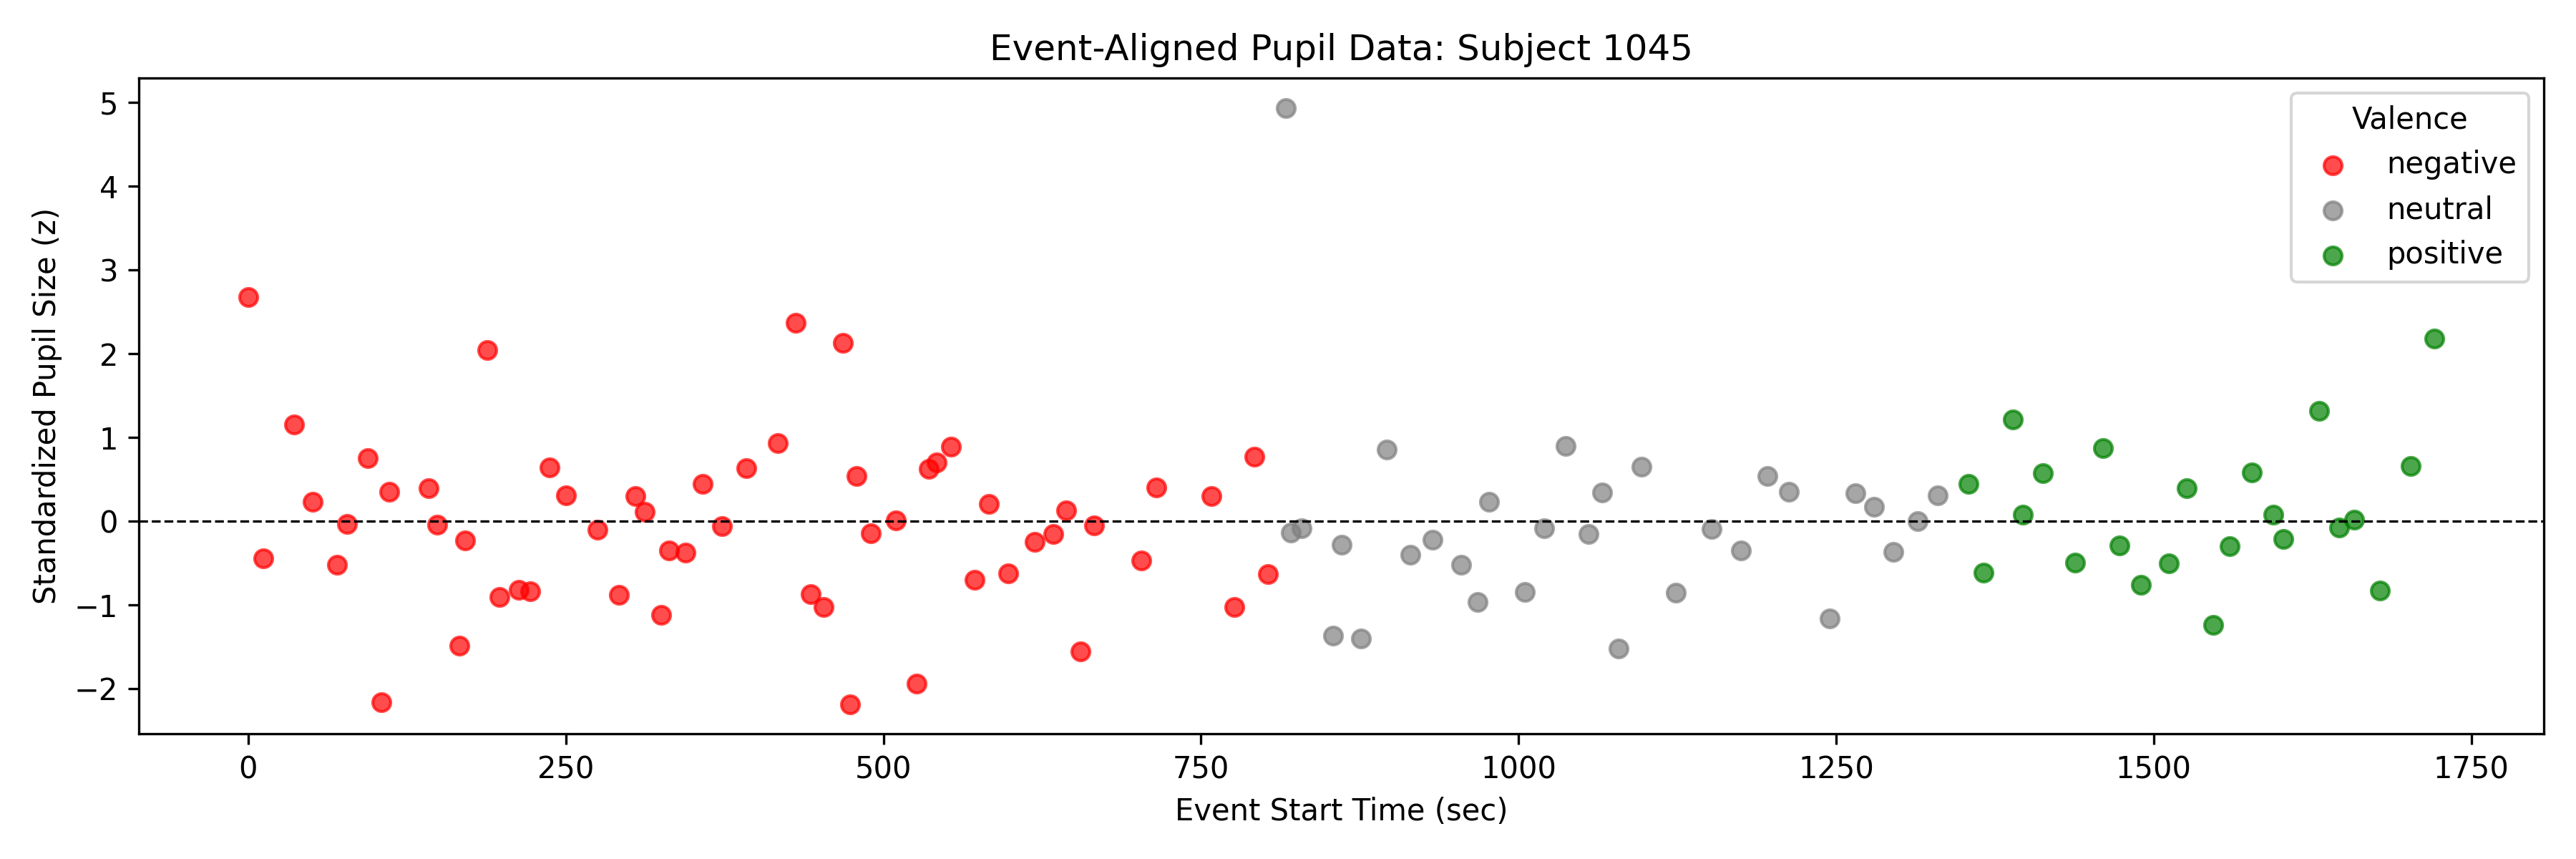 Event-Aligned Pupil Data: Subject 1045
Standardized Pupil Size (z)
5
4
3
2
1
0
−1
−2
Valence
negative
neutral
positive
0 250 500 750 1000 1250 1500 1750
Event Start Time (sec)